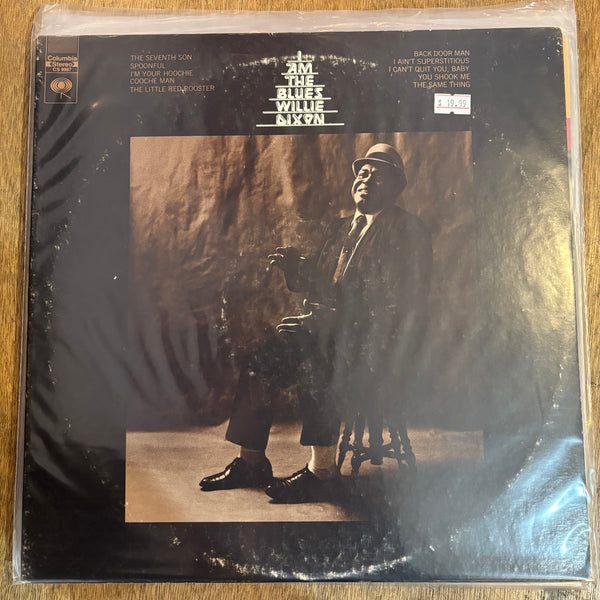 Columbia
Stereo
CS 9987
THE SEVENTH SON
SPOONFUL
I'M YOUR HOOCHIE
COOCHE MAN
THE LITTLE RED ROOSTER
I
AM
THE
BLUES
WILLIE
DIXON
BACK DOOR MAN
I AIN'T SUPERSTITIOUS
I CAN'T QUIT YOU, BABY
YOU SHOOK ME
THE SAME THING
$ 19.99